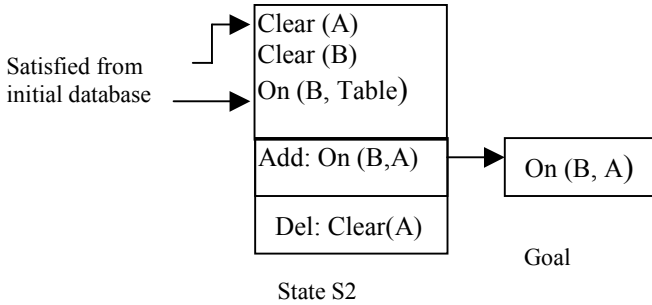 Clear (A)
Clear (B)
Satisfied from
initial database
On (B, Table)
Add: On (B,A)
On (B, A)
Del: Clear(A)
Goal
State S2